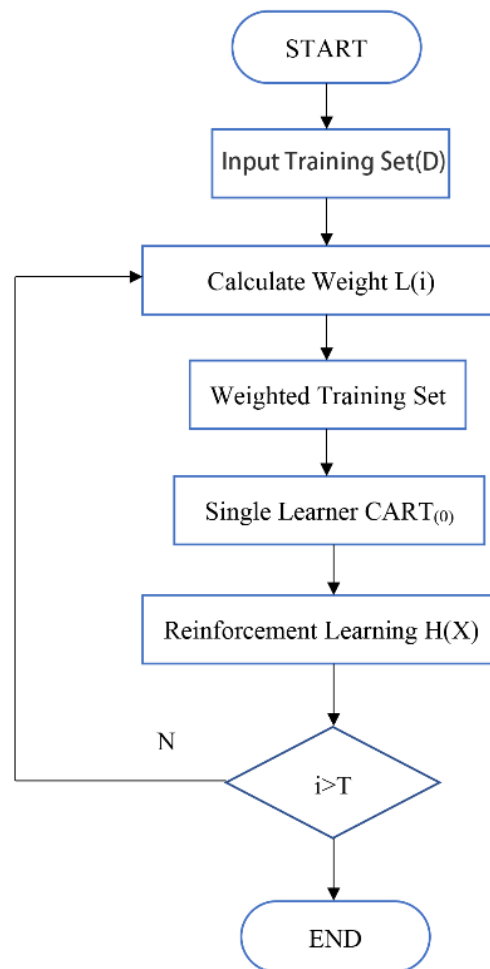 START
Input Training Set(D)
Calculate Weight L(i)
Weighted Training Set
Single Learner CART(0)
Reinforcement Learning H(X)
N
i>T
END